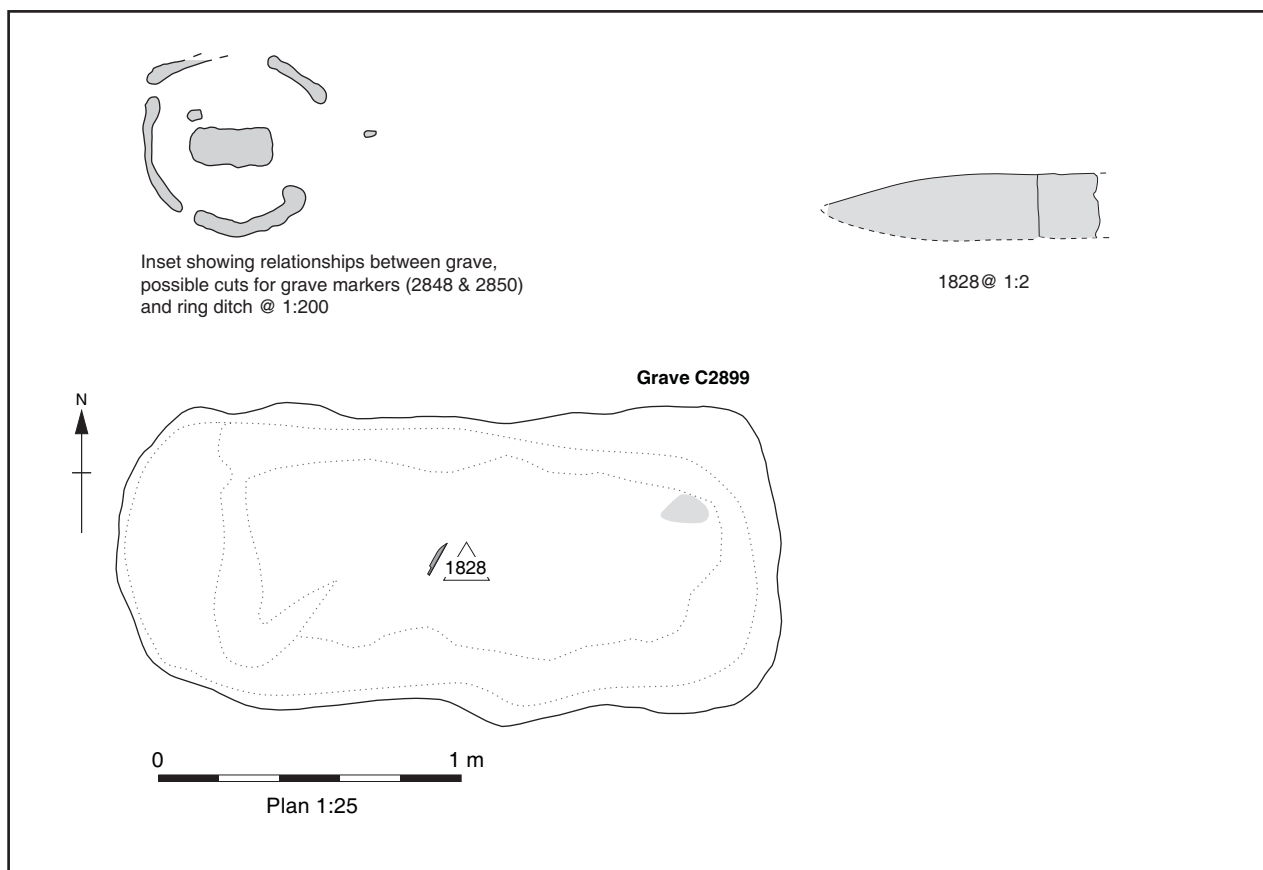 Inset showing relationships between grave,
possible cuts for grave markers (2848 & 2850)
and ring ditch @ 1:200
1828@ 1:2
Grave C2899
N
1828
0 1 m
Plan 1:25